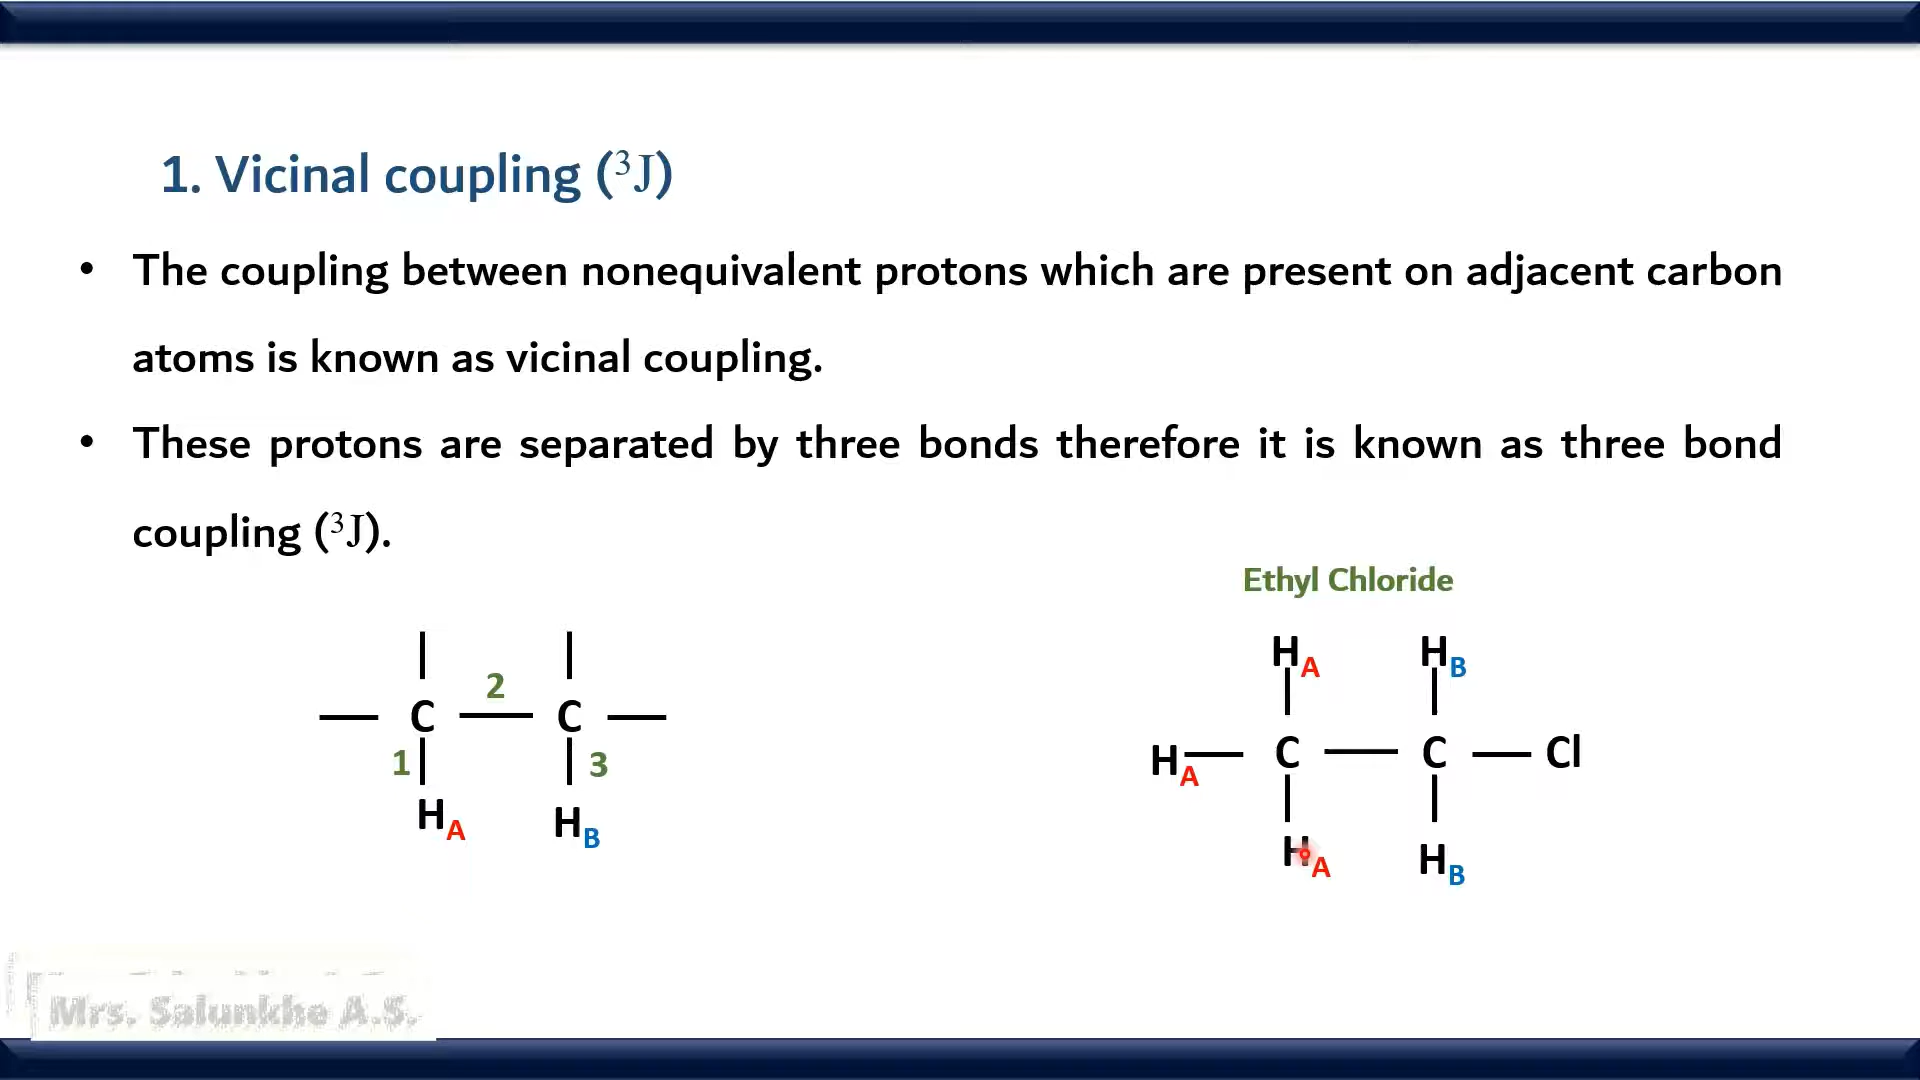 1. Vicinal coupling (³J)
• The coupling between nonequivalent protons which are present on adjacent carbon
atoms is known as vicinal coupling.
• These protons are separated by three bonds therefore it is known as three bond
coupling (³J).
Ethyl Chloride
2
C C
1 3
HA HB
HA HB
HA C C Cl
HA HB
Mrs. Salunkhe A.S.